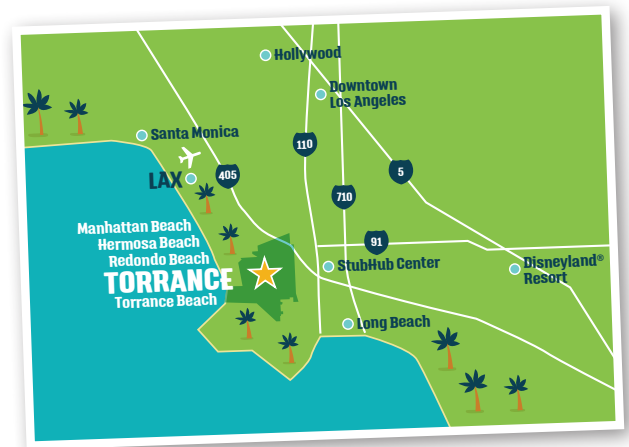 Hollywood
Downtown
Los Angeles
Santa Monica
110
LAX
405
5
710
Manhattan Beach
Hermosa Beach
Redondo Beach
TORRANCE
Torrance Beach
91
StubHub Center
Disneyland®
Resort
Long Beach